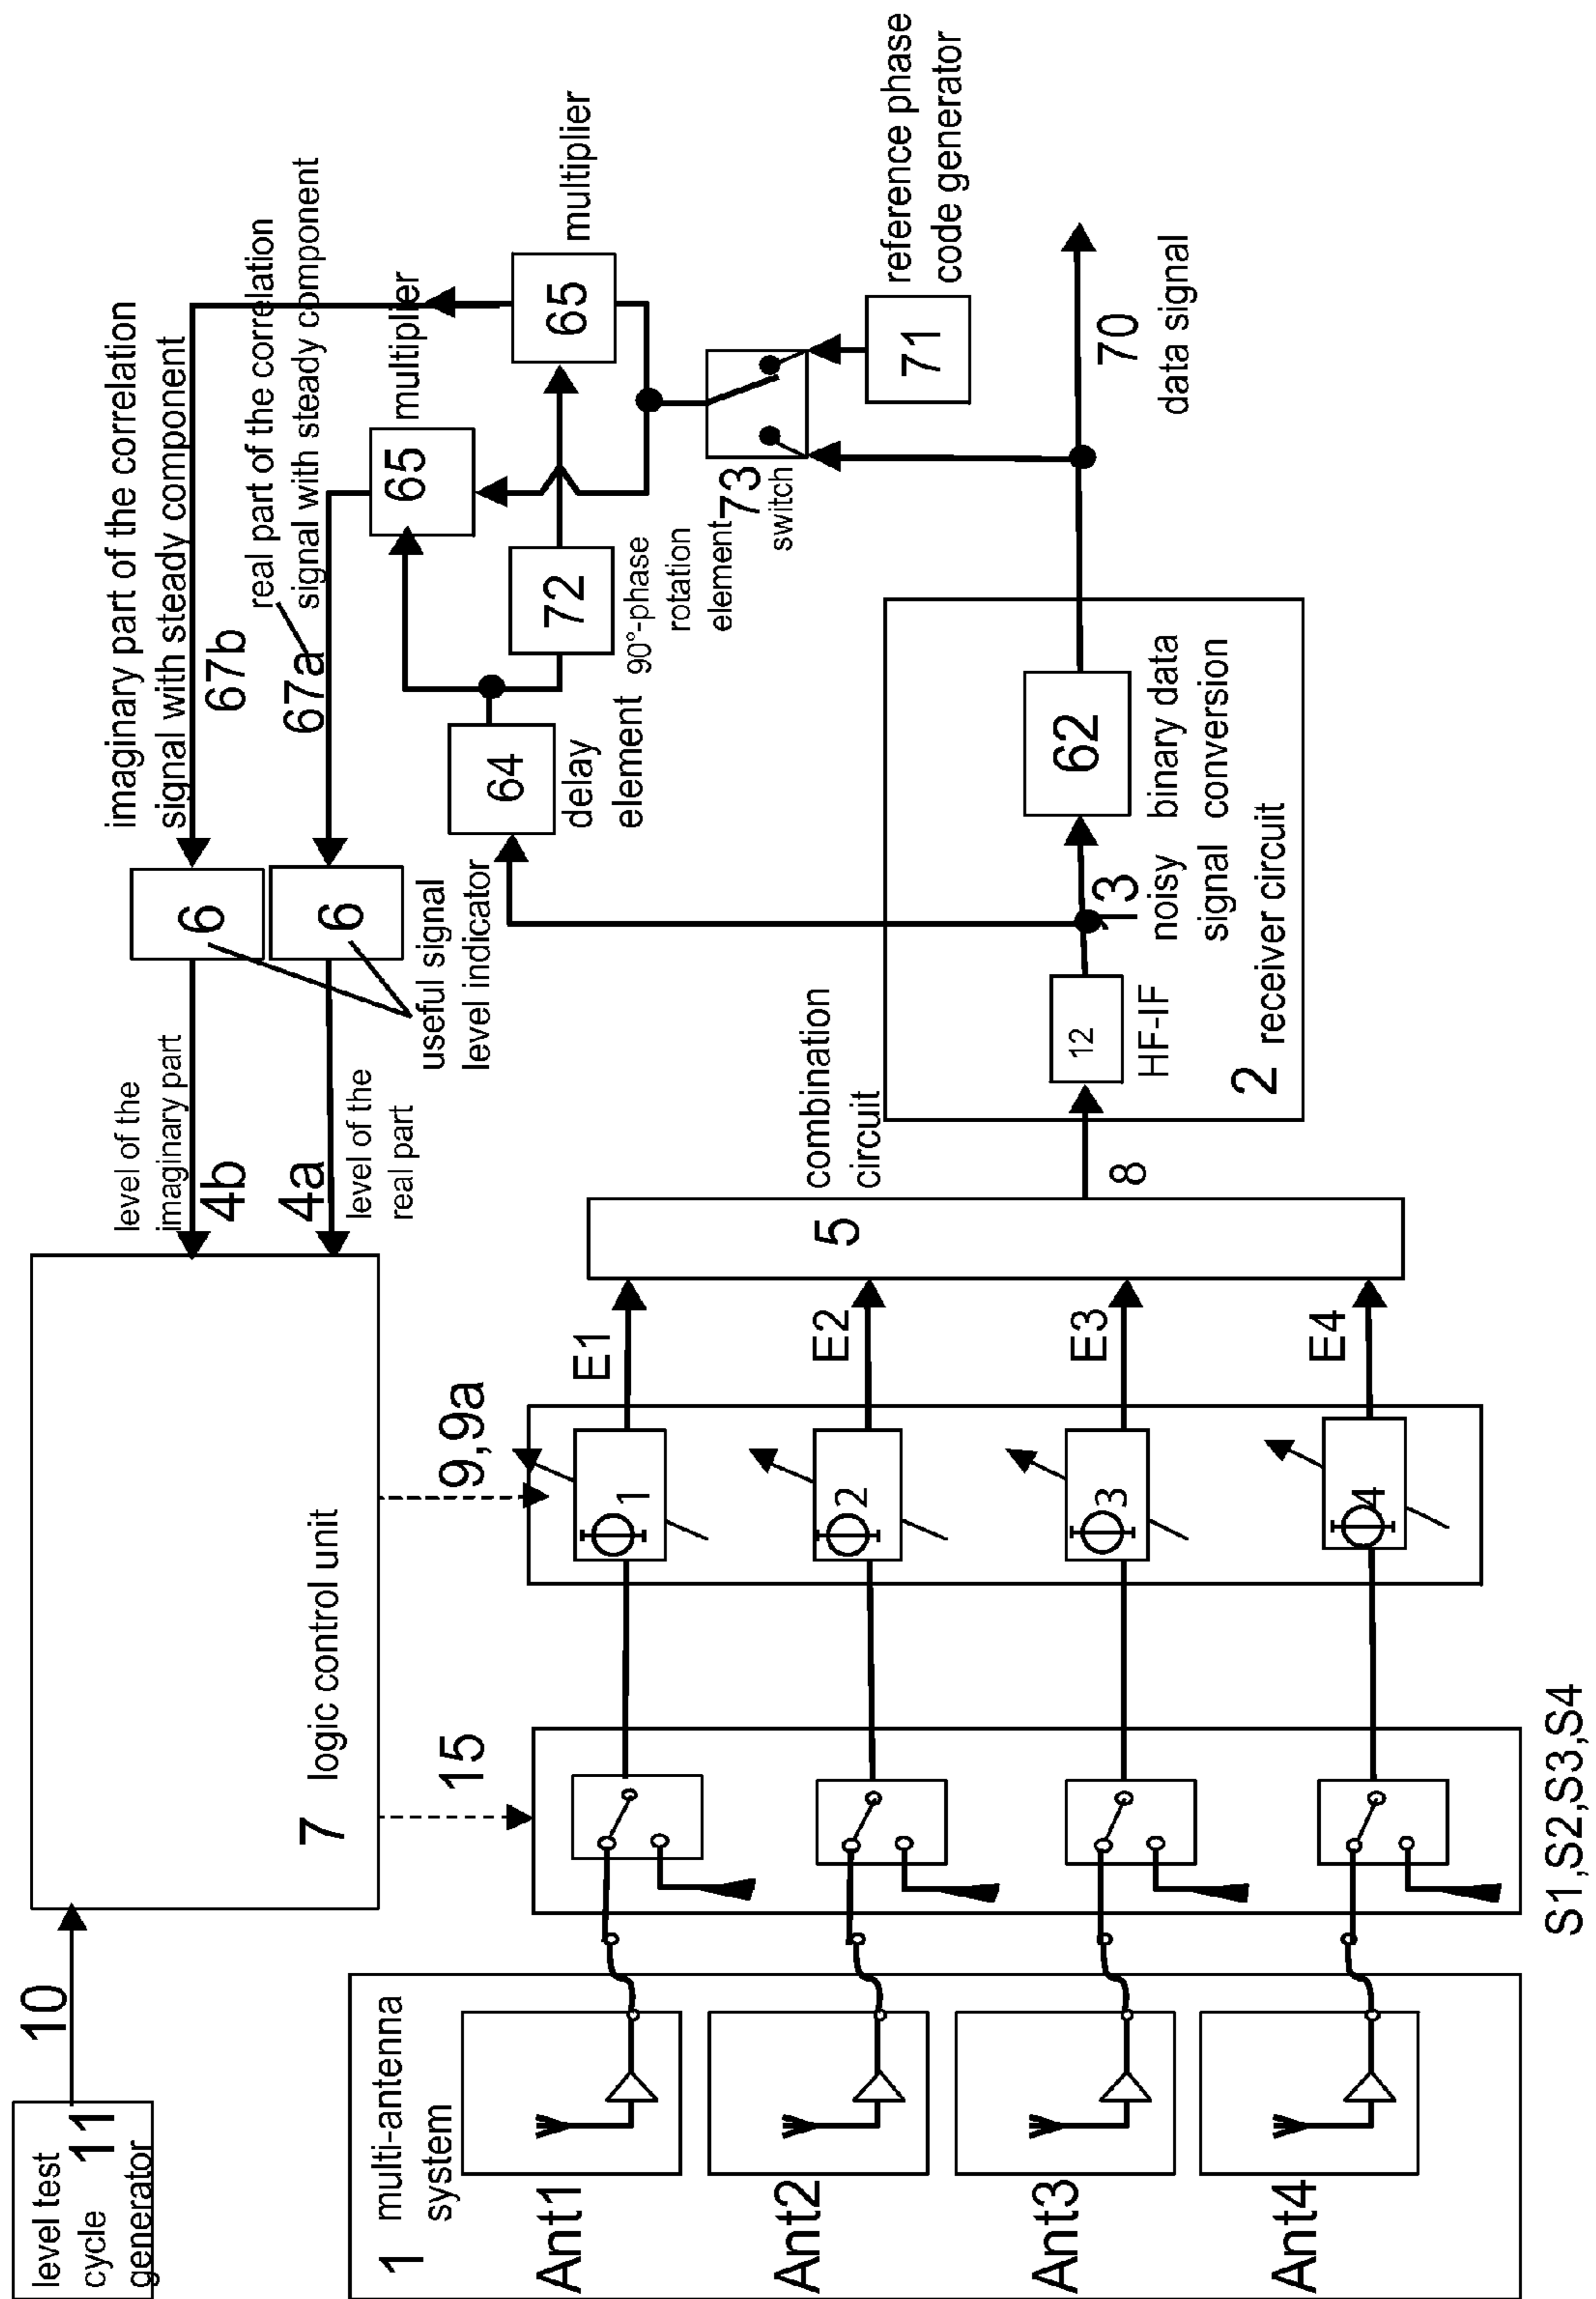 level test
cycle 11
generator
10
7 logic control unit
15
9,9a
level of the
imaginary part
4b
4a
level of the
real part
6
6
useful signal
level indicator
imaginary part of the correlation
signal with steady component
67b
real part of the correlation
signal with steady component
67a
multiplier
65
multiplier
65
64
delay
element
72
90°-phase
rotation
element
73
switch
reference phase
code generator
71
70
data signal
1 multi-antenna
system
Ant1
Ant2
Ant3
Ant4
S1,S2,S3,S4
Φ1
Φ2
Φ3
Φ4
E1
E2
E3
E4
5
combination
circuit
8
12
HF-IF
3
noisy
signal
62
binary data
conversion
2 receiver circuit